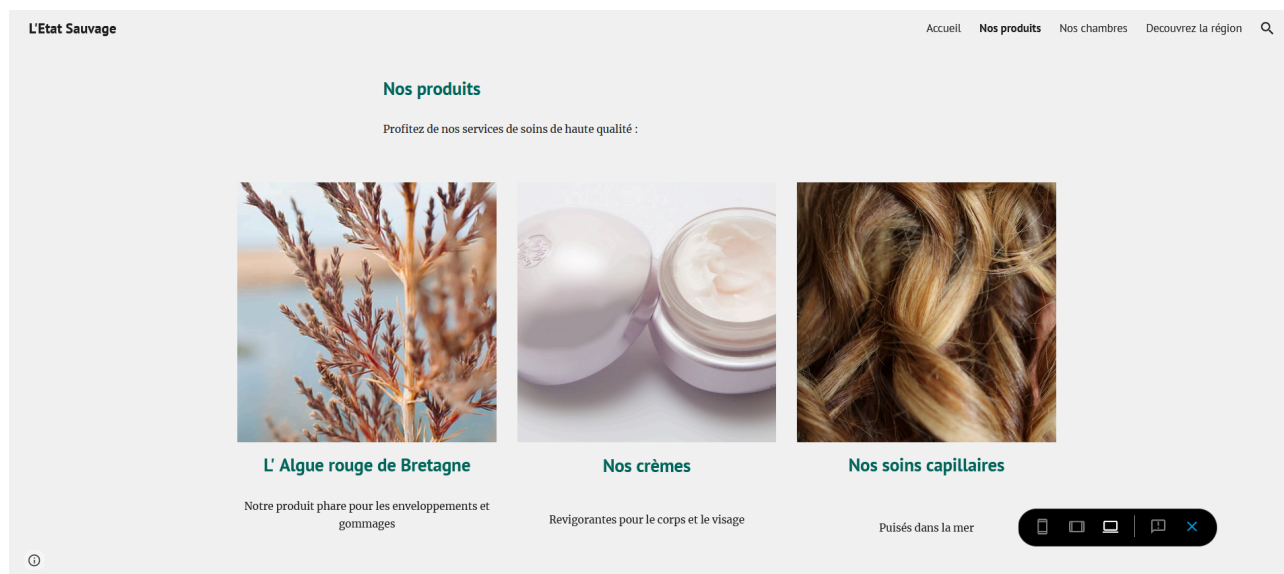 L'Etat Sauvage
Accueil Nos produits Nos chambres Decouvrez la région
Nos produits
Profitez de nos services de soins de haute qualité :
L' Algue rouge de Bretagne
Notre produit phare pour les enveloppements et
gommages
Nos crèmes
Revigorantes pour le corps et le visage
Nos soins capillaires
Puisés dans la mer